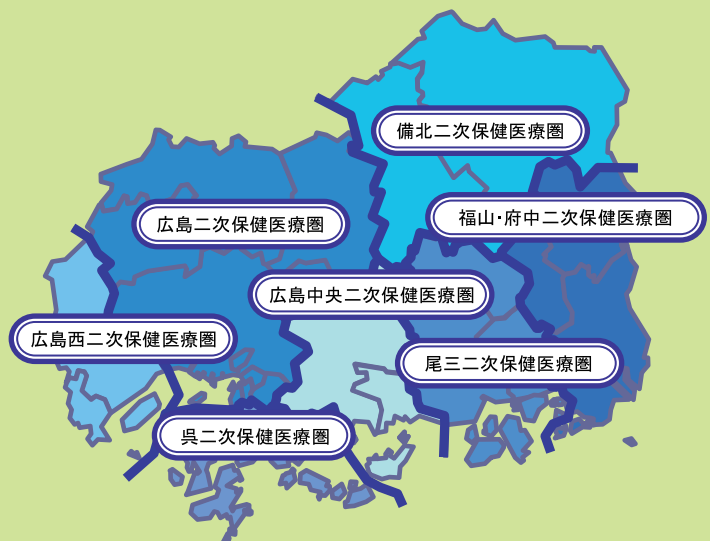 備北二次保健医療圏
福山・府中二次保健医療圏
広島二次保健医療圏
広島中央二次保健医療圏
広島西二次保健医療圏
尾三二次保健医療圏
呉二次保健医療圏